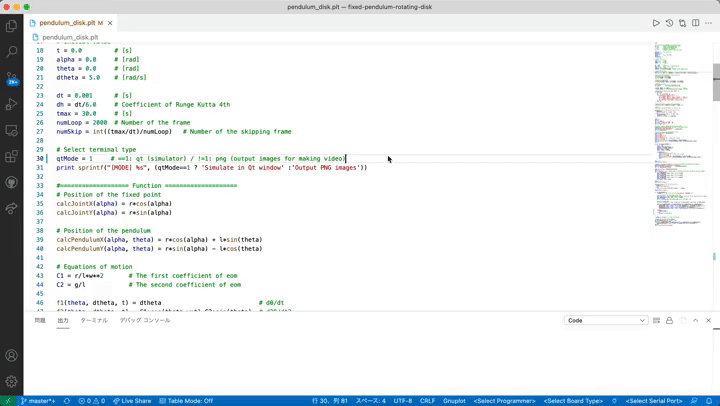 pendulum_disk.plt — fixed-pendulum-rotating-disk
pendulum_disk.plt M
pendulum_disk.plt
18 t = 0.0 # [s]
19 alpha = 0.0 # [rad]
20 theta = 0.0 # [rad]
21 dtheta = 5.0 # [rad/s]
22
23 dt = 0.001 # [s]
24 dh = dt/6.0 # Coefficient of Runge Kutta 4th
25 tmax = 30.0 # [s]
26 numLoop = 2000 # Number of the frame
27 numSkip = int((tmax/dt)/numLoop) # Number of the skipping frame
28
29 # Select terminal type
30 qtMode = 1 # ==1: qt (simulator) / !=1: png (output images for making video)
31 print sprintf("[MODE] %s", (qtMode==1 ? 'Simulate in Qt window' :'Output PNG images'))
32
33 #=================== Function ====================
34 # Position of the fixed point
35 calcJointX(alpha) = r*cos(alpha)
36 calcJointY(alpha) = r*sin(alpha)
37
38 # Position of the pendulum
39 calcPendulumX(alpha, theta) = r*cos(alpha) + l*sin(theta)
40 calcPendulumY(alpha, theta) = r*sin(alpha) - l*cos(theta)
41
42 # Equations of motion
43 C1 = r/l*w**2 # The first coefficient of eom
44 C2 = g/l # The second coefficient of eom
45
46
47 f1(theta, dtheta, t) = dtheta # dθ/dt
問題 出力 ターミナル デバッグ コンソール
Code
master*+ 0 0 Live Share Table Mode: Off 行 30、列 81 スペース: 4 UTF-8 CRLF Gnuplot <Select Programmer> <Select Board Type> <Select Serial Port>